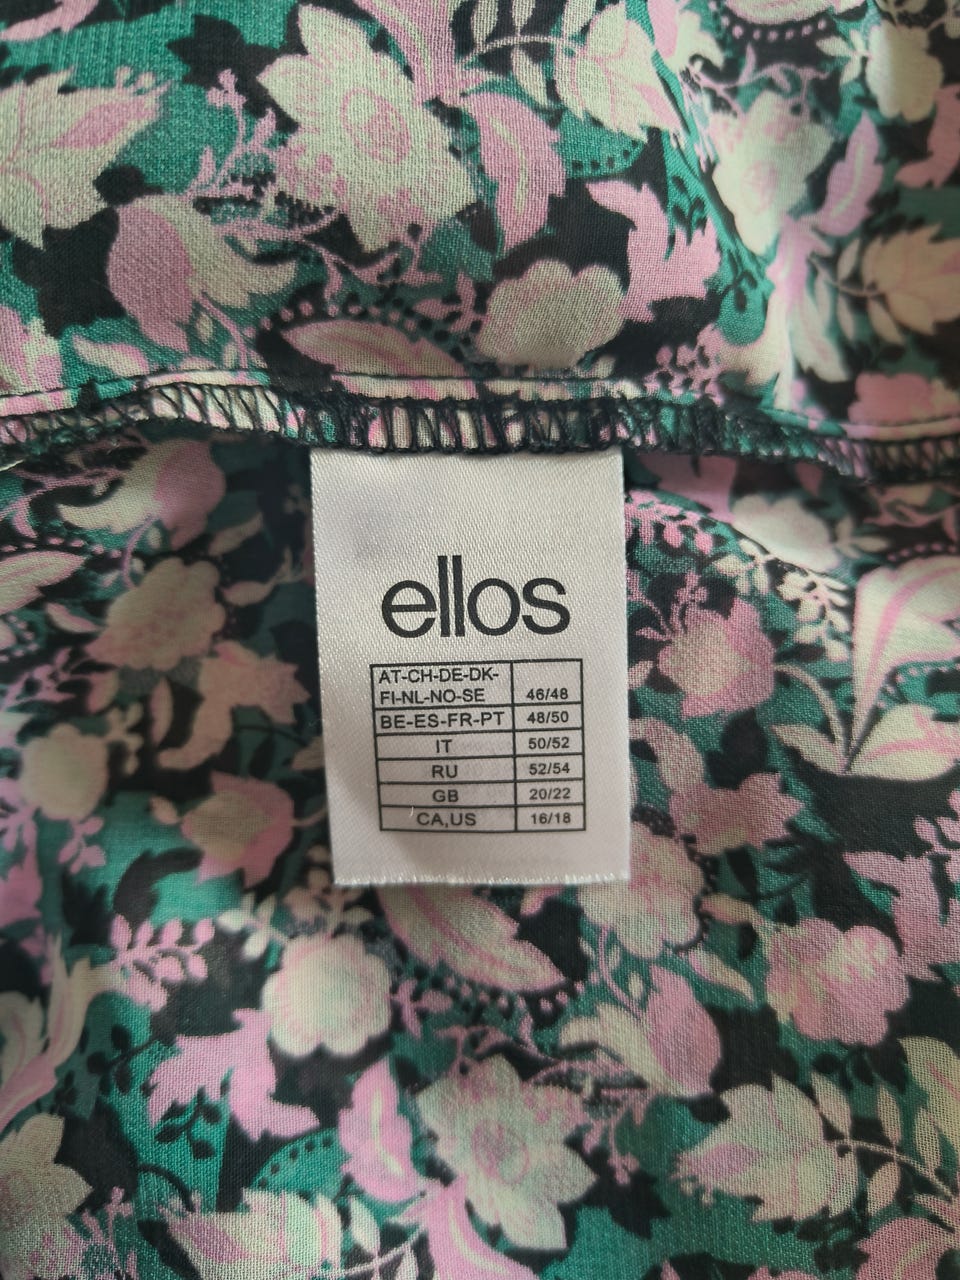 ellos
AT-CH-DE-DK-
FI-NL-NO-SE 46/48
BE-ES-FR-PT 48/50
IT 50/52
RU 52/54
GB 20/22
CA,US 16/18